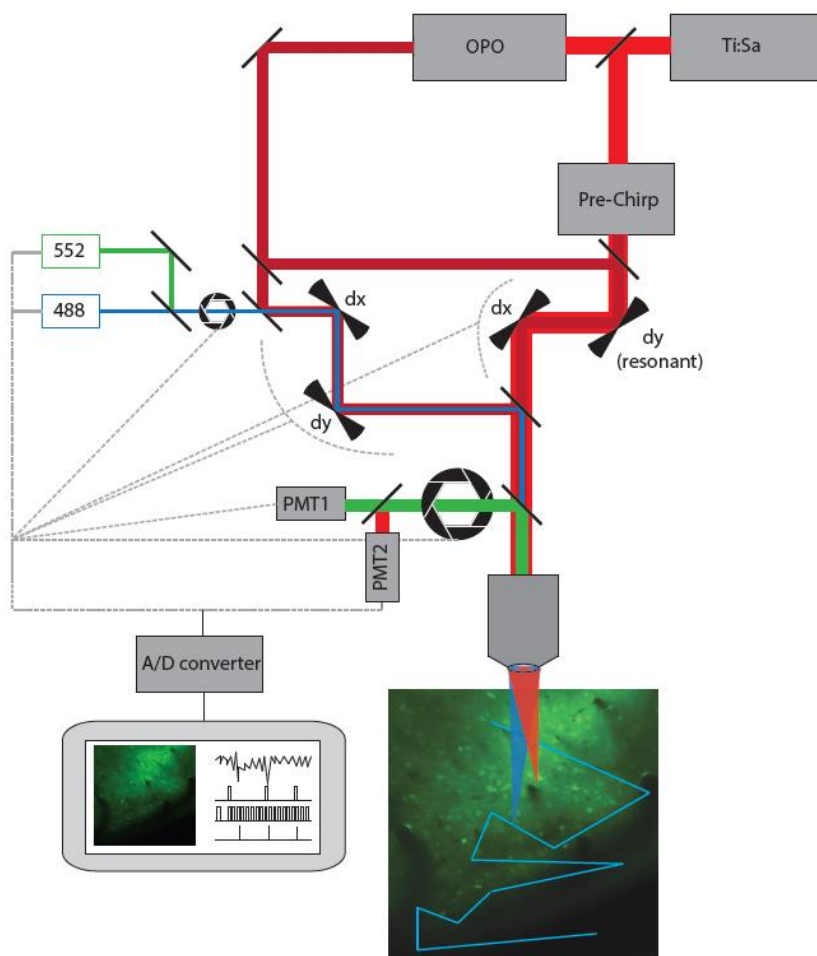 OPO
Ti:Sa
Pre-Chirp
552
488
dx
dx
dy
(resonant)
dy
PMT1
PMT2
A/D converter